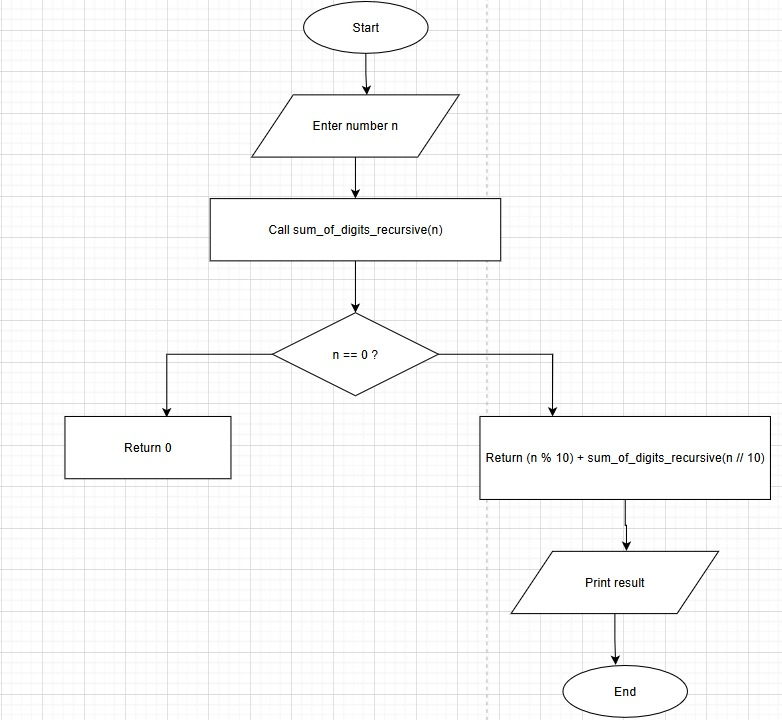 Start
Enter number n
Call sum_of_digits_recursive(n)
n == 0 ?
Return 0
Return (n % 10) + sum_of_digits_recursive(n // 10)
Print result
End